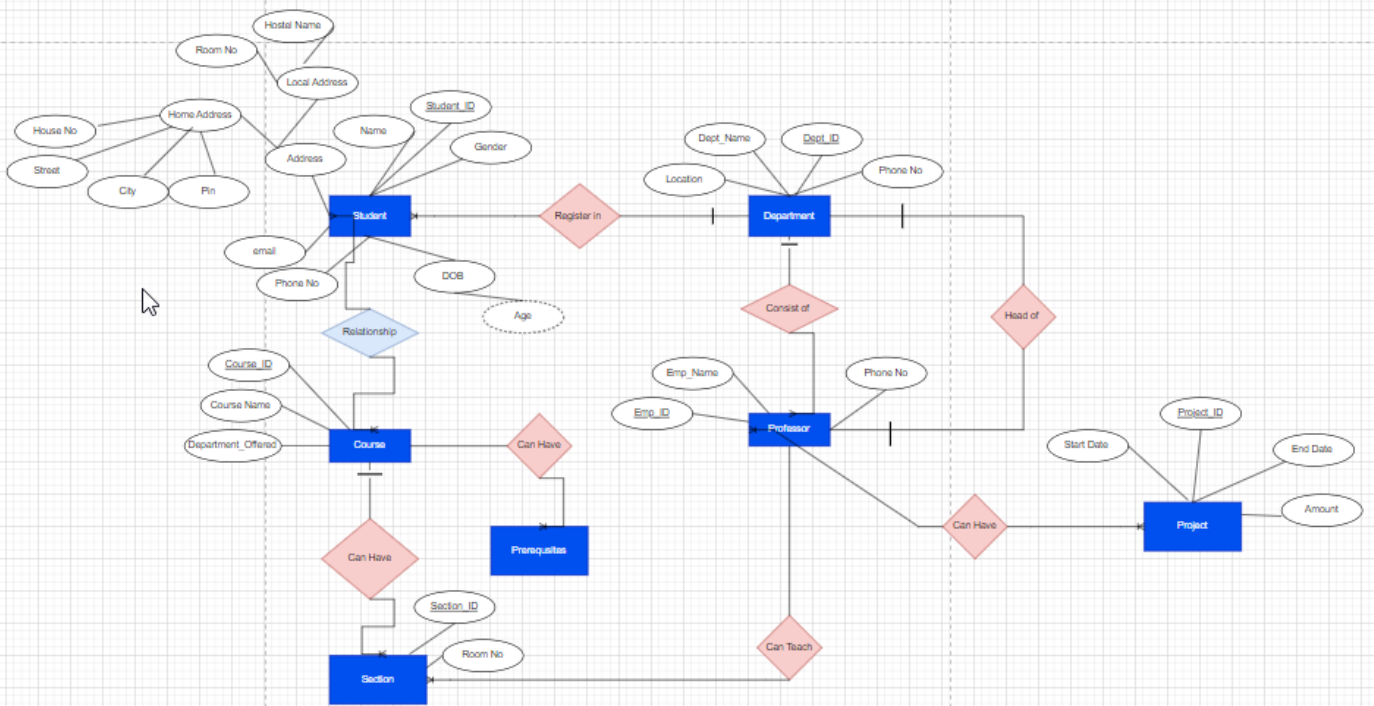 Hostel Name
Room No
Local Address
Home Address
Student_ID
House No
Name
Gender
Address
Street
City
Pin
Dept_Name
Dept_ID
Location
Phone No
Student
Register in
Department
email
Phone No
DOB
Age
Consist of
Head of
Relationship
Course_ID
Course Name
Department_Offered
Course
Can Have
Emp_Name
Phone No
Emp_ID
Professor
Project_ID
Start Date
End Date
Amount
Can Have
Project
Prerequsites
Can Have
Section_ID
Room No
Can Teach
Section